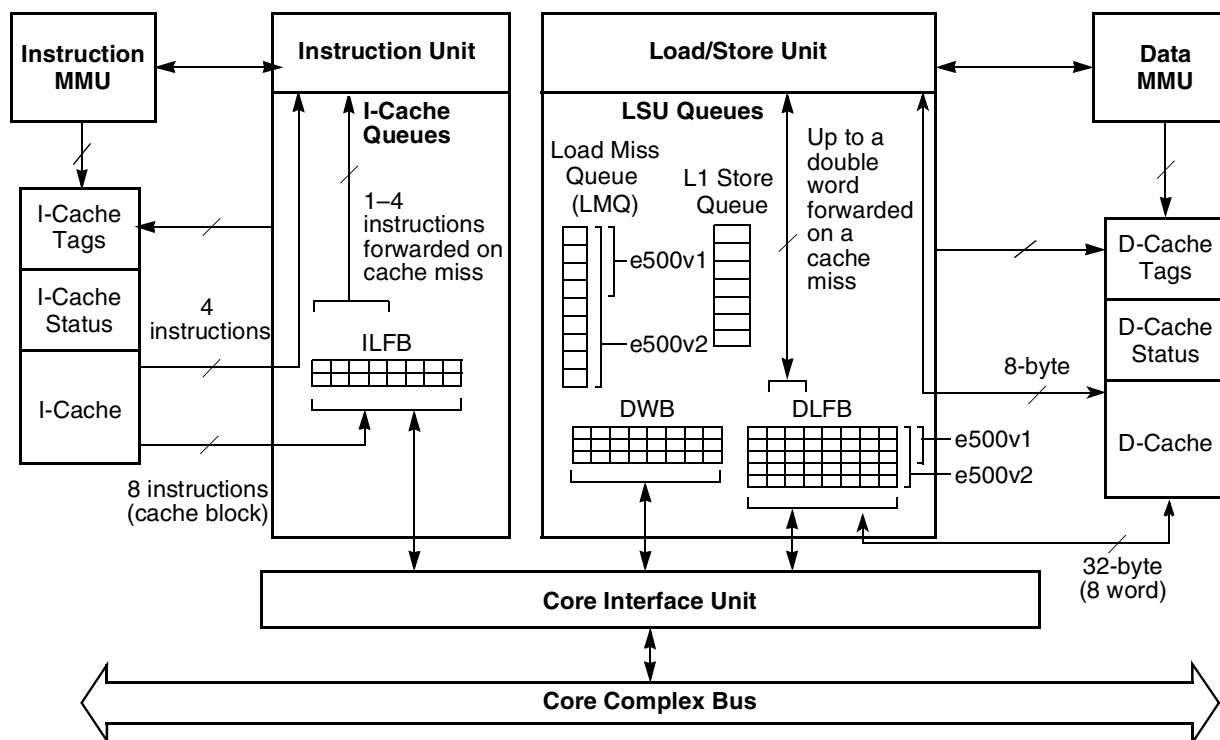 Instruction
MMU
Instruction Unit
Load/Store Unit
Data
MMU
I-Cache
Queues
LSU Queues
Load Miss
Queue
(LMQ)
L1 Store
Queue
Up to a
double
word
forwarded
on a
cache
miss
I-Cache
Tags
I-Cache
Status
I-Cache
1–4
instructions
forwarded on
cache miss
4
instructions
ILFB
8 instructions
(cache block)
e500v1
e500v2
DWB
DLFB
e500v1
e500v2
8-byte
D-Cache
Tags
D-Cache
Status
D-Cache
32-byte
(8 word)
Core Interface Unit
Core Complex Bus